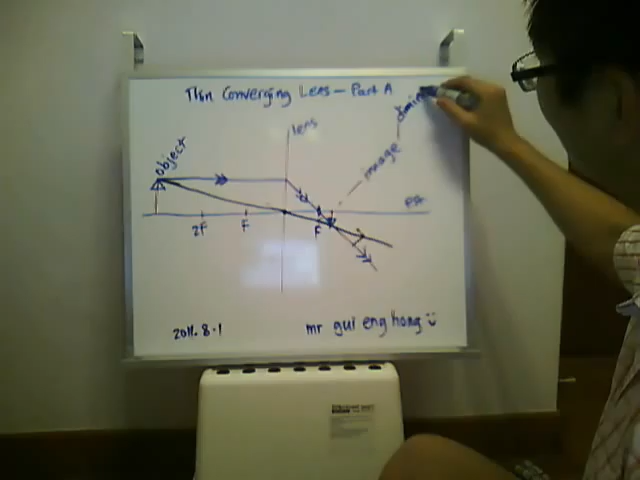 Thin Converging Lens - Part A
lens
object
image
PA
2F
F
F
2011.8.1
mr gui eng hong